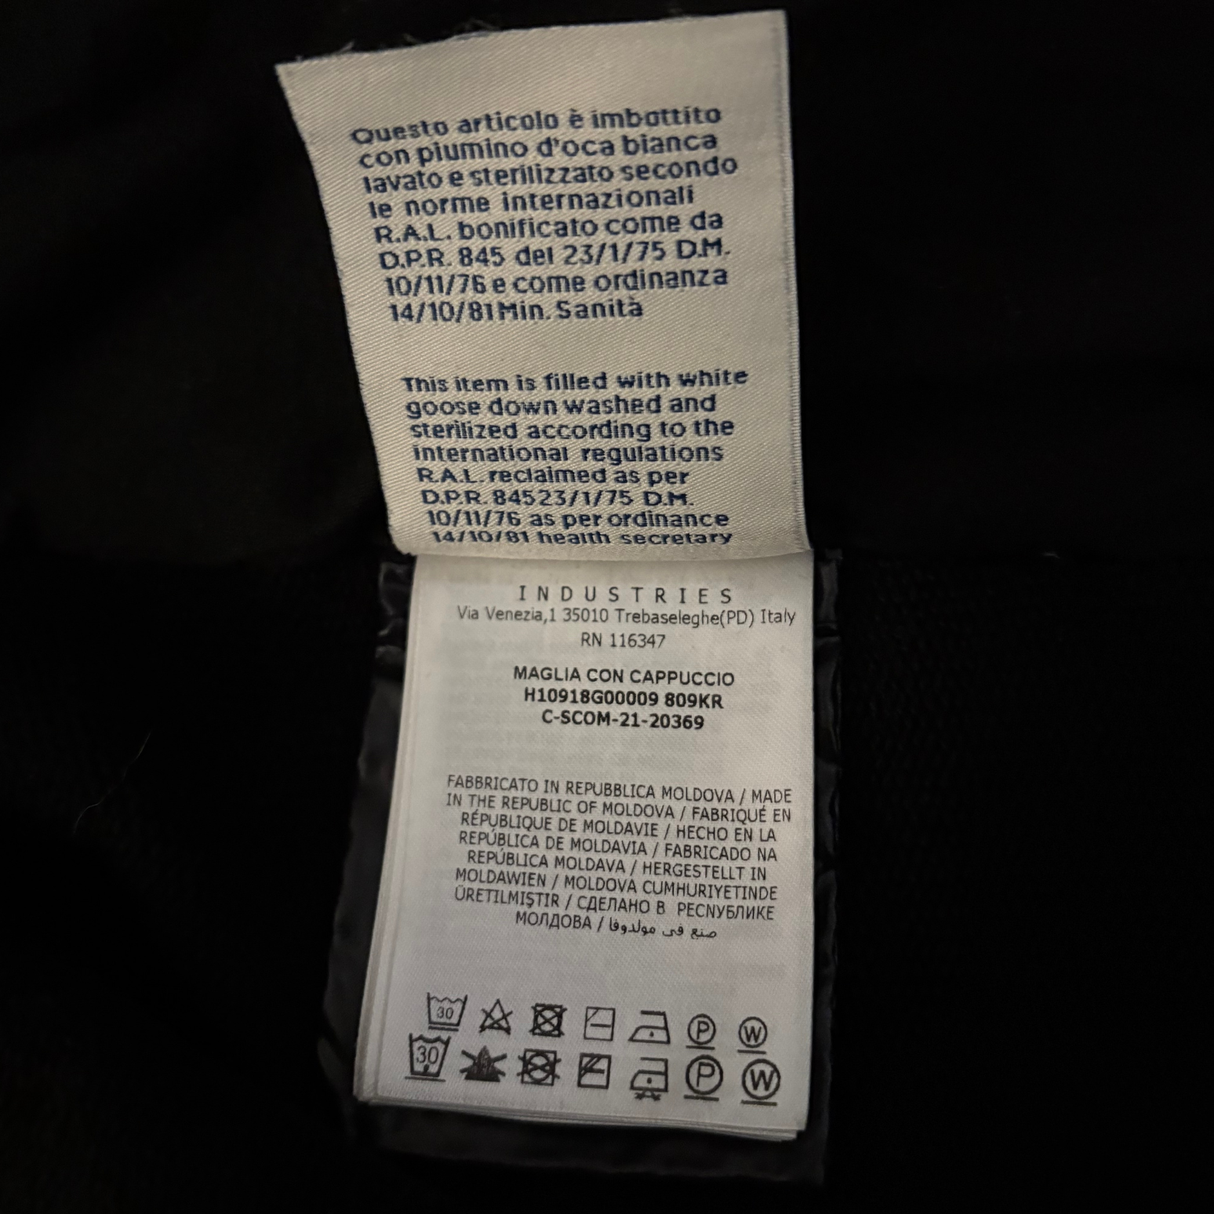 Questo articolo è imbottito
con piumino d'oca bianca
lavato e sterilizzato secondo
le norme internazionali
R.A.L. bonificato come da
D.P.R. 845 del 23/1/75 D.M.
10/11/76 e come ordinanza
14/10/81 Min. Sanità
This item is filled with white
goose down washed and
sterilized according to the
international regulations
R.A.L. reclaimed as per
D.P.R. 845 23/1/75 D.M.
10/11/76 as per ordinance
14/10/81 health secretary
INDUSTRIES
Via Venezia,1 35010 Trebaseleghe(PD) Italy
RN 116347
MAGLIA CON CAPPUCCIO
H10918G00009 809KR
C-SCOM-21-20369
FABBRICATO IN REPUBBLICA MOLDOVA / MADE
IN THE REPUBLIC OF MOLDOVA / FABRIQUÉ EN
RÉPUBLIQUE DE MOLDAVIE / HECHO EN LA
REPÚBLICA DE MOLDAVIA / FABRICADO NA
REPÚBLICA MOLDAVA / HERGESTELLT IN
MOLDAWIEN / MOLDOVA CUMHURIYETINDE
ÜRETILMIŞTIR / СДЕЛАНО В РЕСПУБЛИКЕ
МОЛДОВА / صنع في مولدوفا
30 P W
30 P W